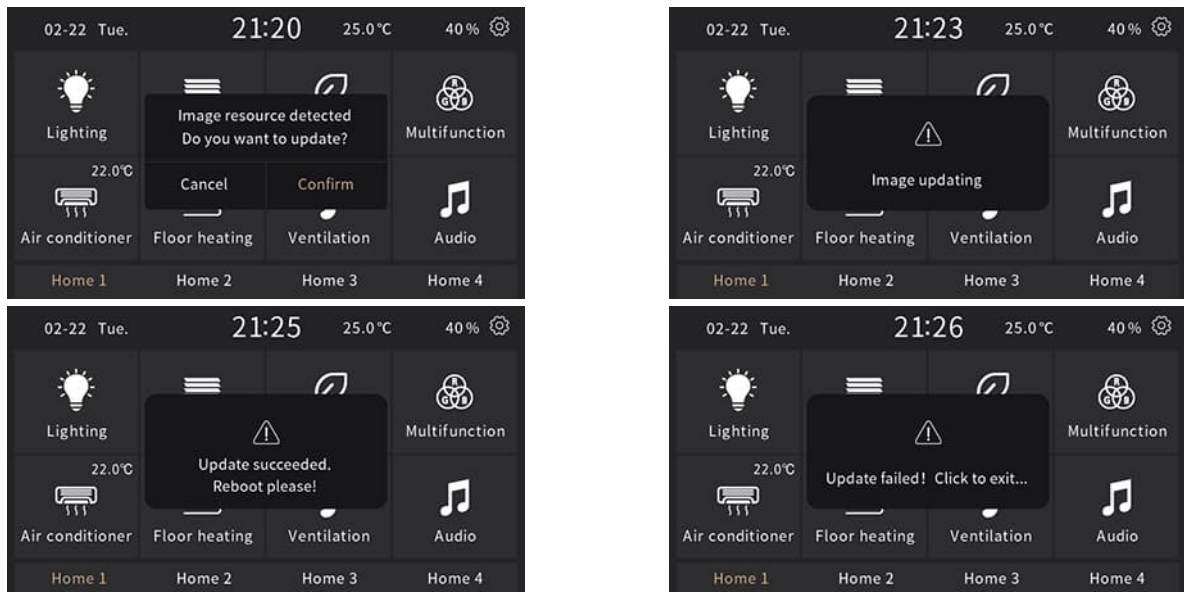 02-22 Tue. 21:20 25.0℃ 40% 
Image resource detected
Do you want to update?
Lighting Multifunction
22.0℃
Cancel Confirm
Air conditioner Floor heating Ventilation Audio
Home 1 Home 2 Home 3 Home 4
02-22 Tue. 21:23 25.0℃ 40%
R
G B
Lighting Multifunction
22.0℃
Image updating
Air conditioner Floor heating Ventilation Audio
Home 1 Home 2 Home 3 Home 4
02-22 Tue. 21:25 25.0℃ 40%
R
G B
Lighting Multifunction
Update succeeded.
22.0℃
Reboot please!
Air conditioner Floor heating Ventilation Audio
Home 1 Home 2 Home 3 Home 4
02-22 Tue. 21:26 25.0℃ 40%
R
G B
Lighting Multifunction
22.0℃
Update failed! Click to exit...
Air conditioner Floor heating Ventilation Audio
Home 1 Home 2 Home 3 Home 4